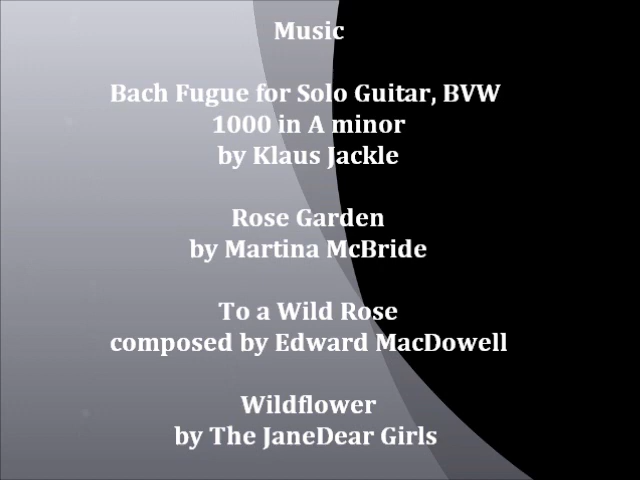 Music
Bach Fugue for Solo Guitar, BVW
1000 in A minor
by Klaus Jackle
Rose Garden
by Martina McBride
To a Wild Rose
composed by Edward MacDowell
Wildflower
by The JaneDear Girls